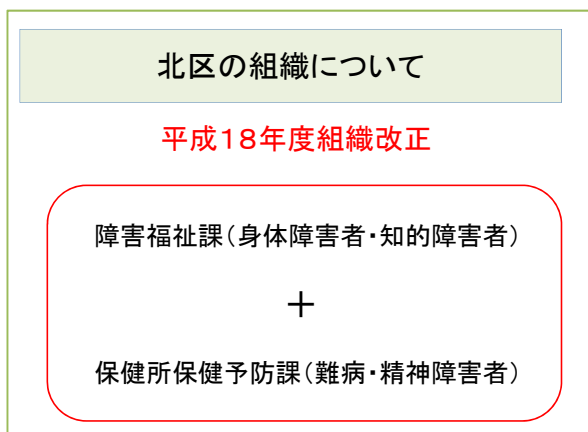 北区の組織について
平成18年度組織改正
障害福祉課(身体障害者・知的障害者)
+
保健所保健予防課(難病・精神障害者)